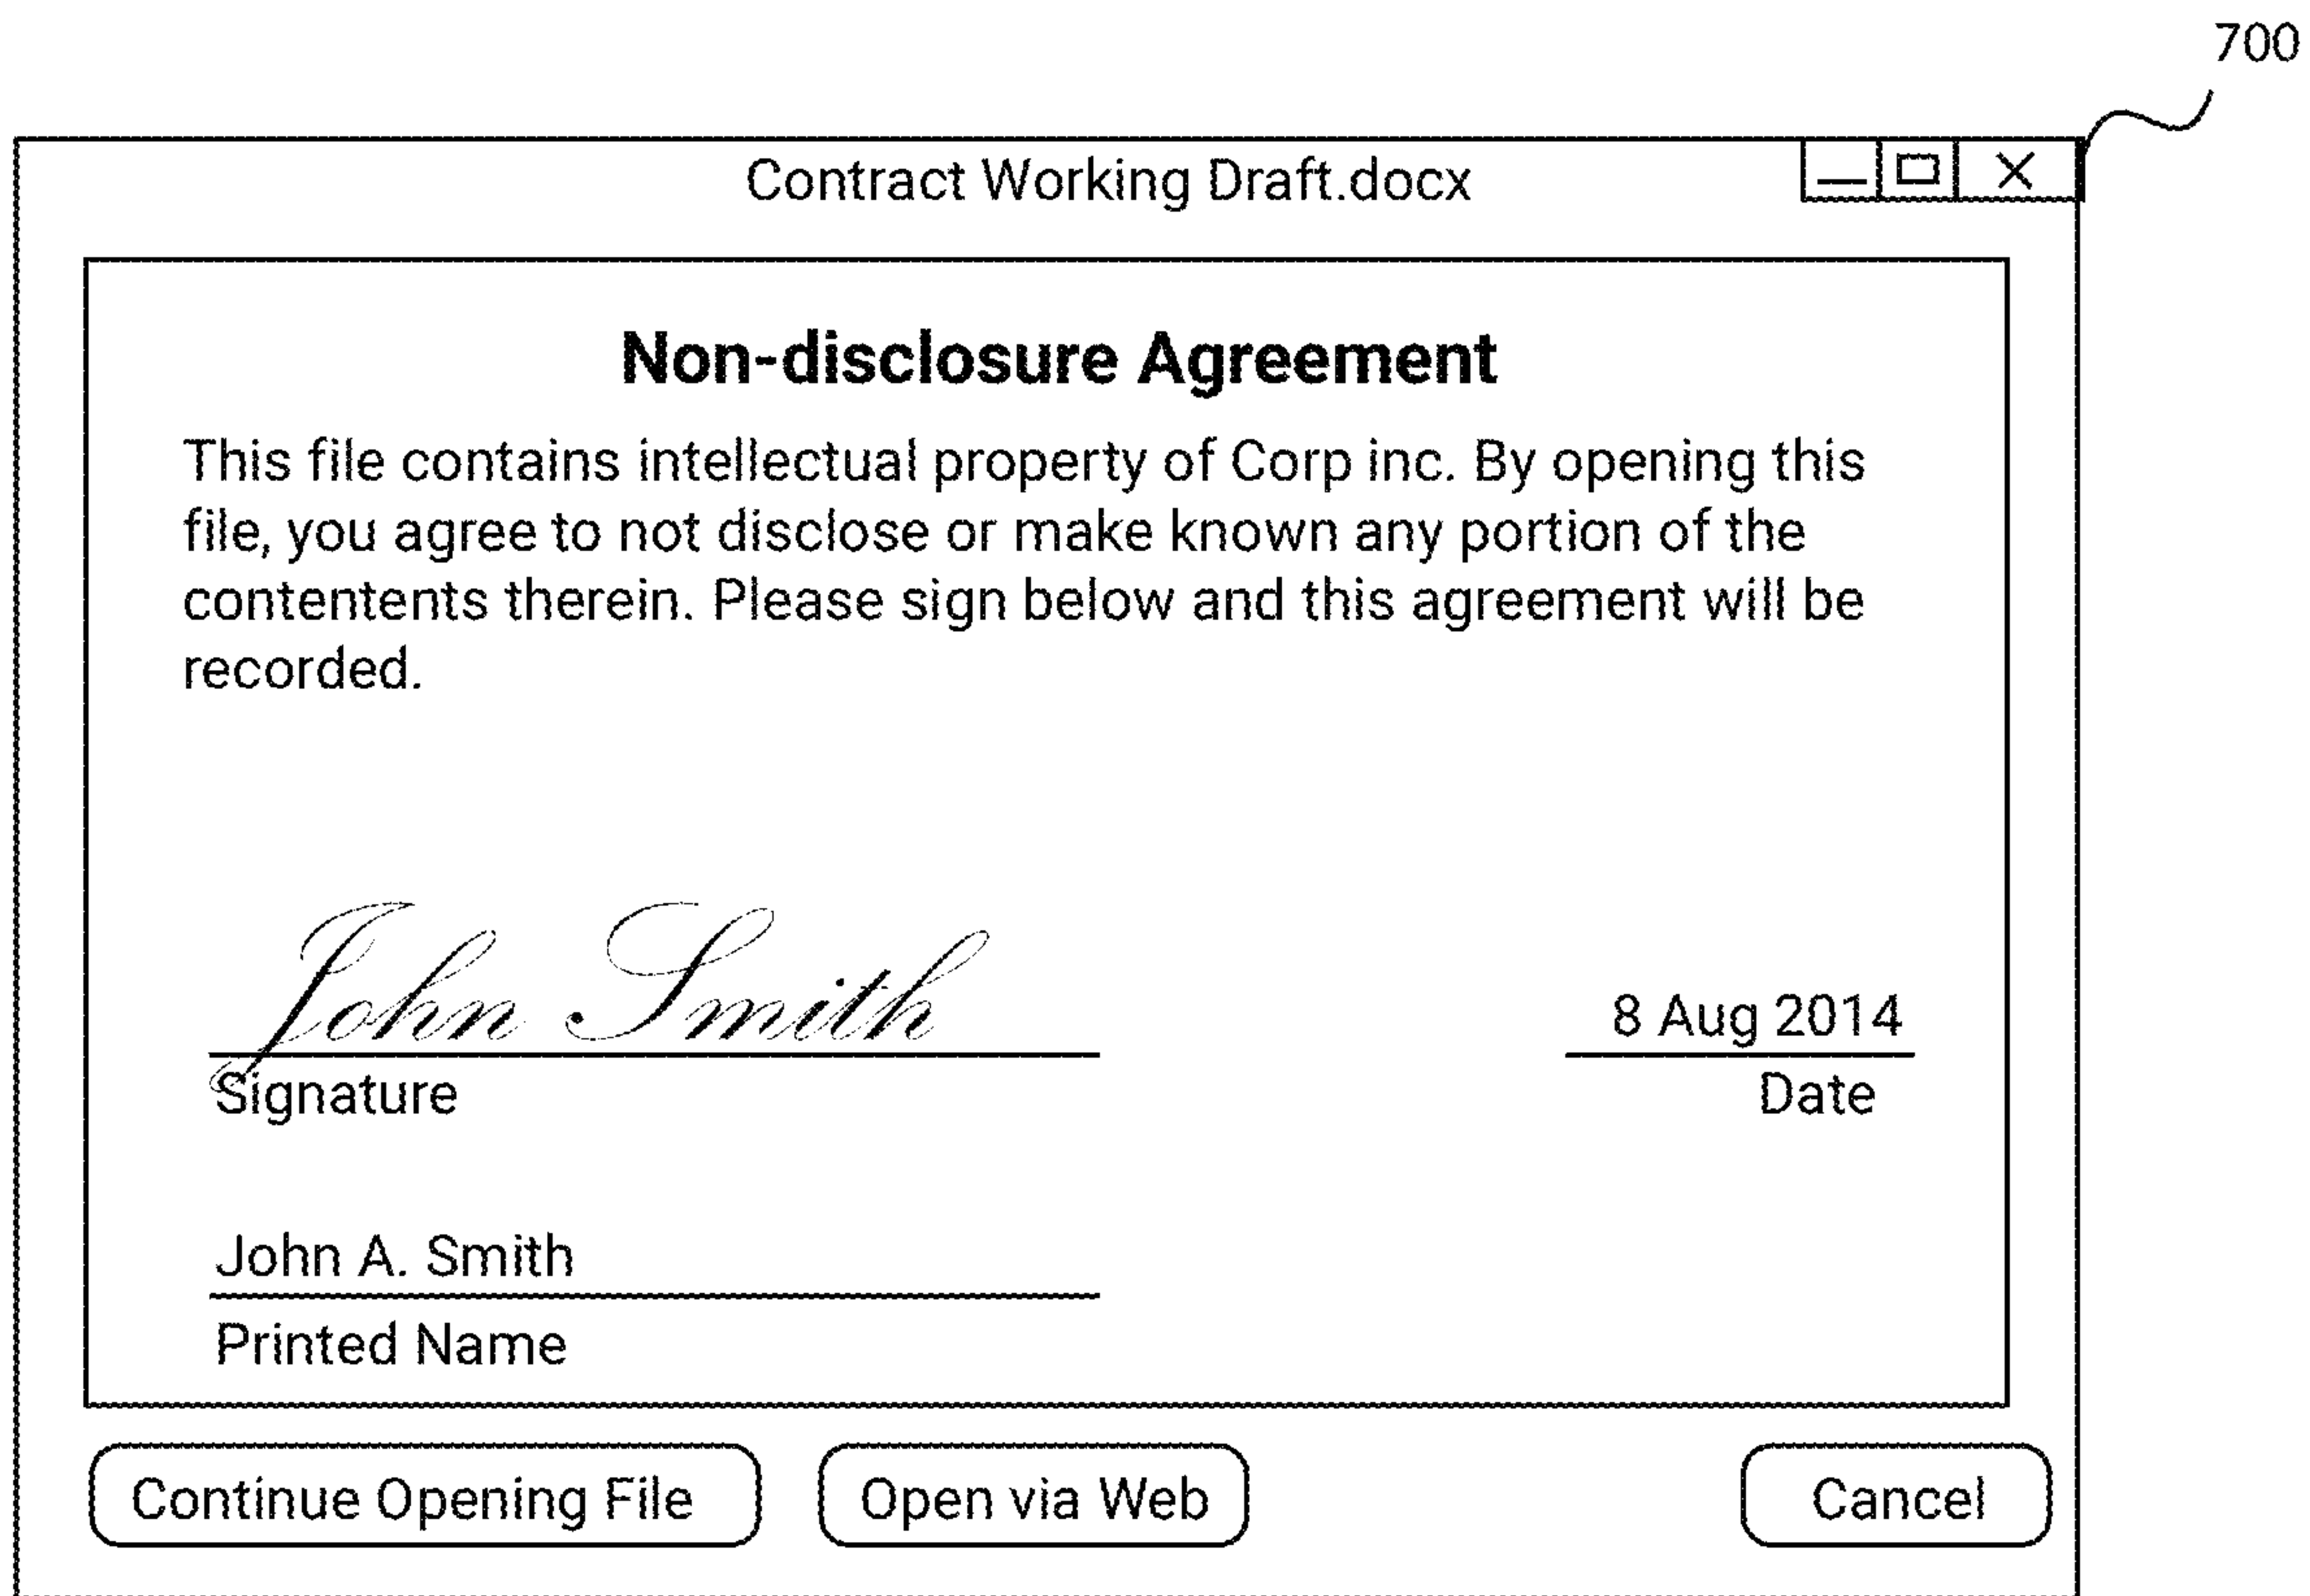 700
Contract Working Draft.docx
Non-disclosure Agreement
This file contains intellectual property of Corp inc. By opening this
file, you agree to not disclose or make known any portion of the
contentents therein. Please sign below and this agreement will be
recorded.
John Smith
8 Aug 2014
Signature
Date
John A. Smith
Printed Name
Continue Opening File
Open via Web
Cancel